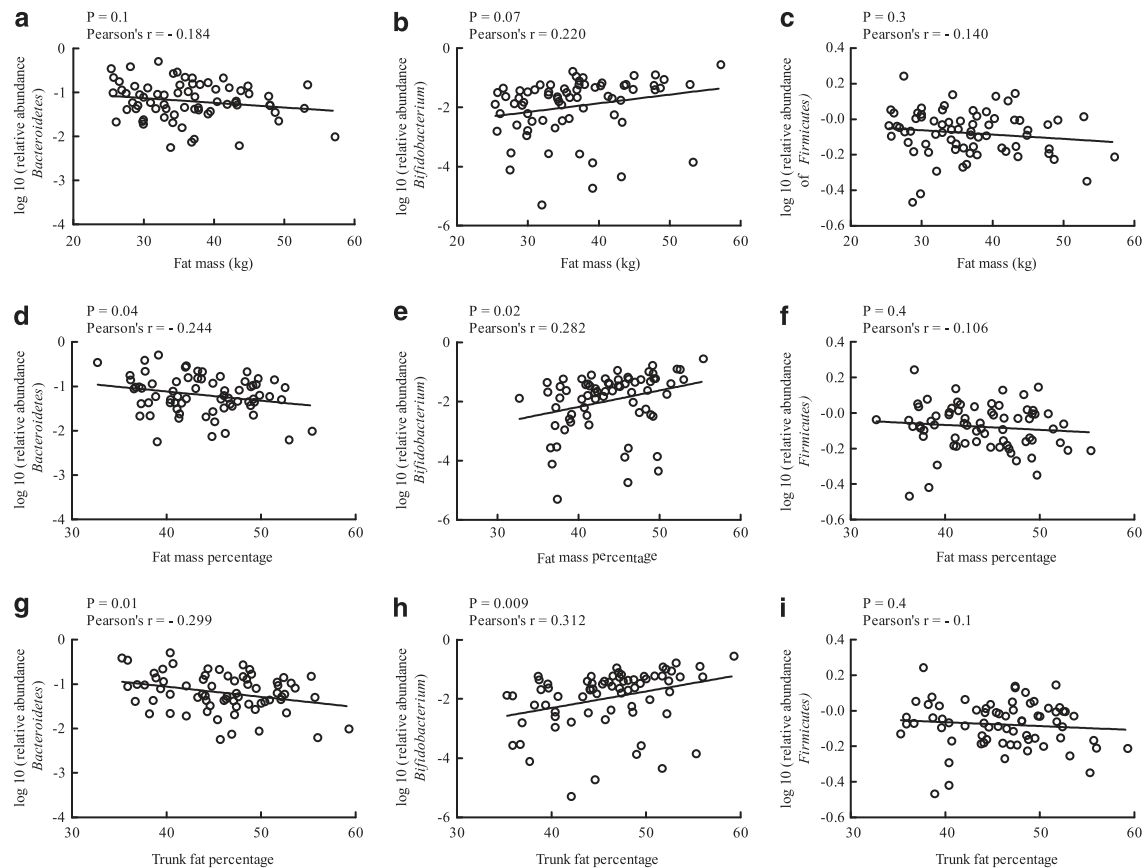 a
P = 0.1
Pearson's r = - 0.184
log 10 (relative abundance
Bacteroidetes)
0
-1
-2
-3
-4
20
30
40
50
60
Fat mass (kg)
b
P = 0.07
Pearson's r = 0.220
log 10 (relative abundance
Bifidobacterium)
0
-2
-4
-6
20
30
40
50
60
Fat mass (kg)
c
P = 0.3
Pearson's r = - 0.140
log 10 (relative abundance
of Firmicutes)
0.4
0.2
-0.0
-0.2
-0.4
-0.6
20
30
40
50
60
Fat mass (kg)
d
P = 0.04
Pearson's r = - 0.244
log 10 (relative abundance
Bacteroidetes)
0
-1
-2
-3
-4
30
40
50
60
Fat mass percentage
e
P = 0.02
Pearson's r = 0.282
log 10 (relative abundance
Bifidobacterium)
0
-2
-4
-6
30
40
50
60
Fat mass percentage
f
P = 0.4
Pearson's r = - 0.106
log 10 (relative abundance
Firmicutes)
0.4
0.2
-0.0
-0.2
-0.4
-0.6
30
40
50
60
Fat mass percentage
g
P = 0.01
Pearson's r = - 0.299
log 10 (relative abundance
Bacteroidetes)
0
-1
-2
-3
-4
30
40
50
60
Trunk fat percentage
h
P = 0.009
Pearson's r = 0.312
log 10 (relative abundance
Bifidobacterium)
0
-2
-4
-6
30
40
50
60
Trunk fat percentage
i
P = 0.4
Pearson's r = - 0.1
log 10 (relative abundance
Firmicutes)
0.4
0.2
-0.0
-0.2
-0.4
-0.6
30
40
50
60
Trunk fat percentage